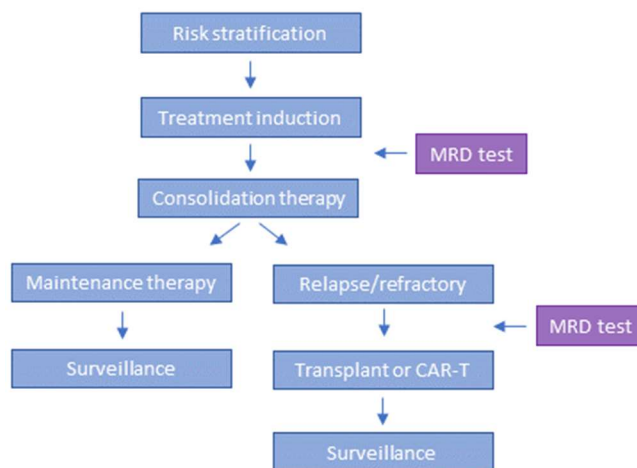 Risk stratification
Treatment induction
MRD test
Consolidation therapy
Maintenance therapy
Relapse/refractory
MRD test
Surveillance
Transplant or CAR-T
Surveillance